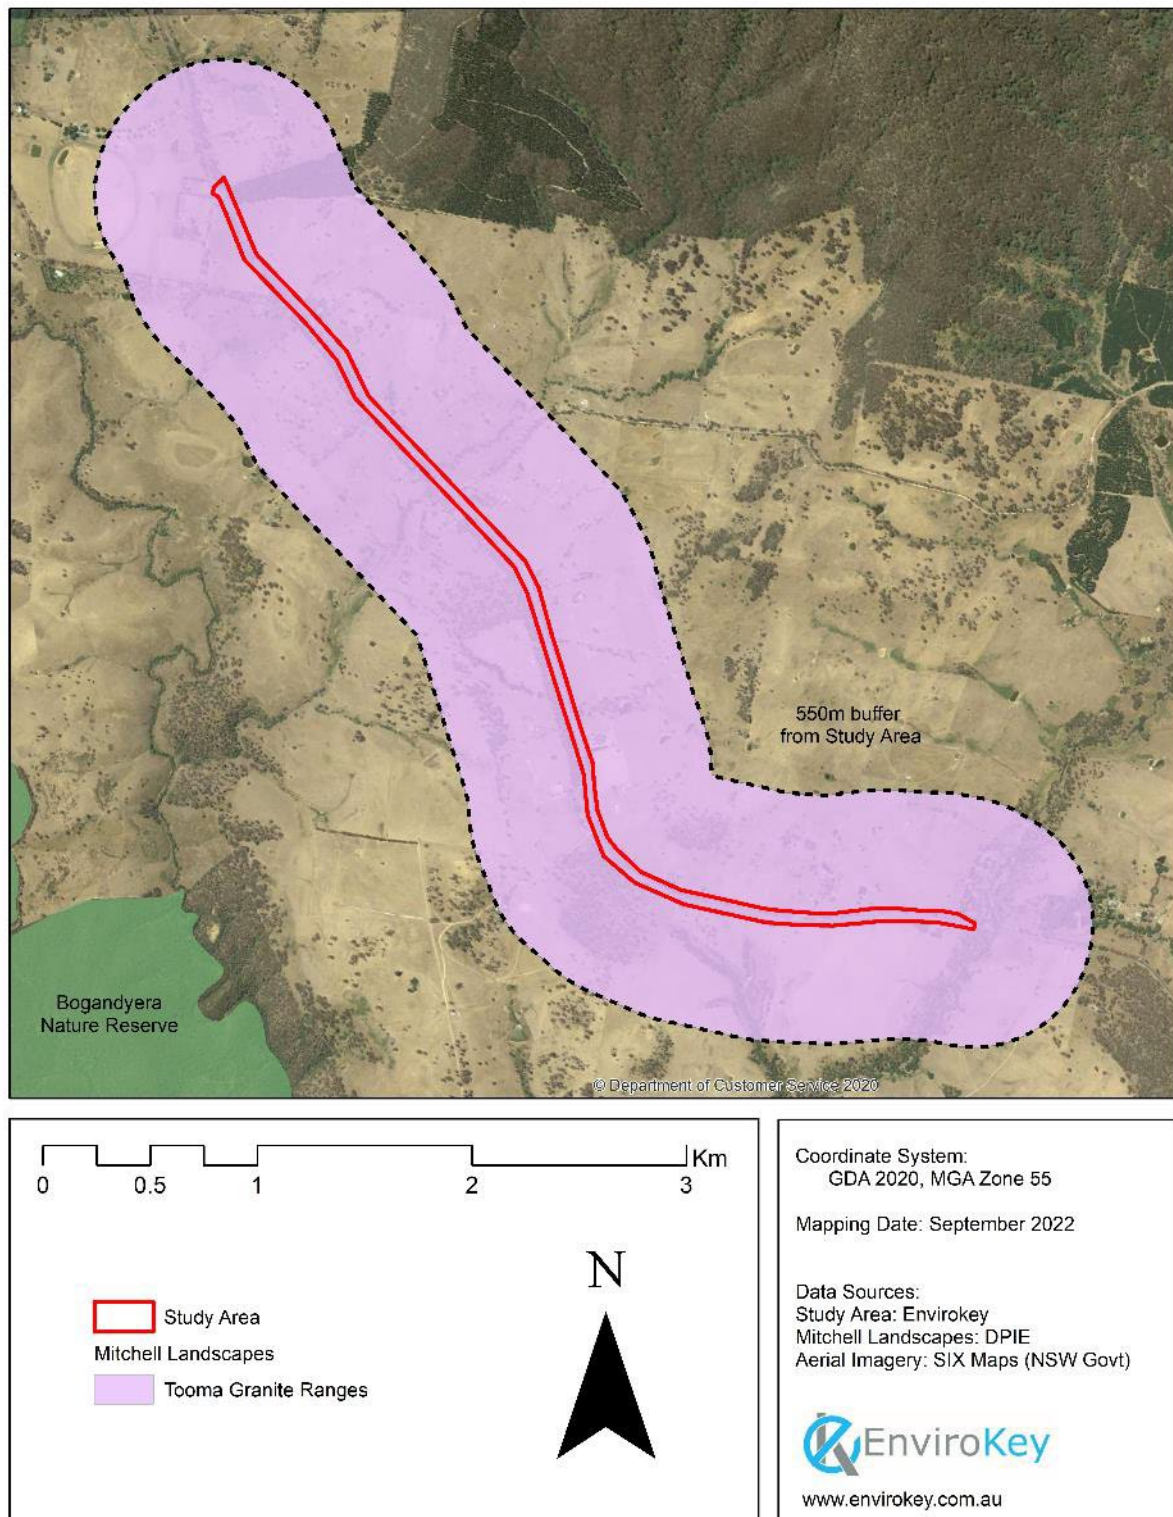 550m buffer
from Study Area
Bogandyera
Nature Reserve
© Department of Customer Service 2020
Km
0 0.5 1 2 3
N
Study Area
Mitchell Landscapes
Tooma Granite Ranges
Coordinate System:
GDA 2020, MGA Zone 55
Mapping Date: September 2022
Data Sources:
Study Area: Envirokey
Mitchell Landscapes: DPIE
Aerial Imagery: SIX Maps (NSW Govt)
EnviroKey
www.envirokey.com.au